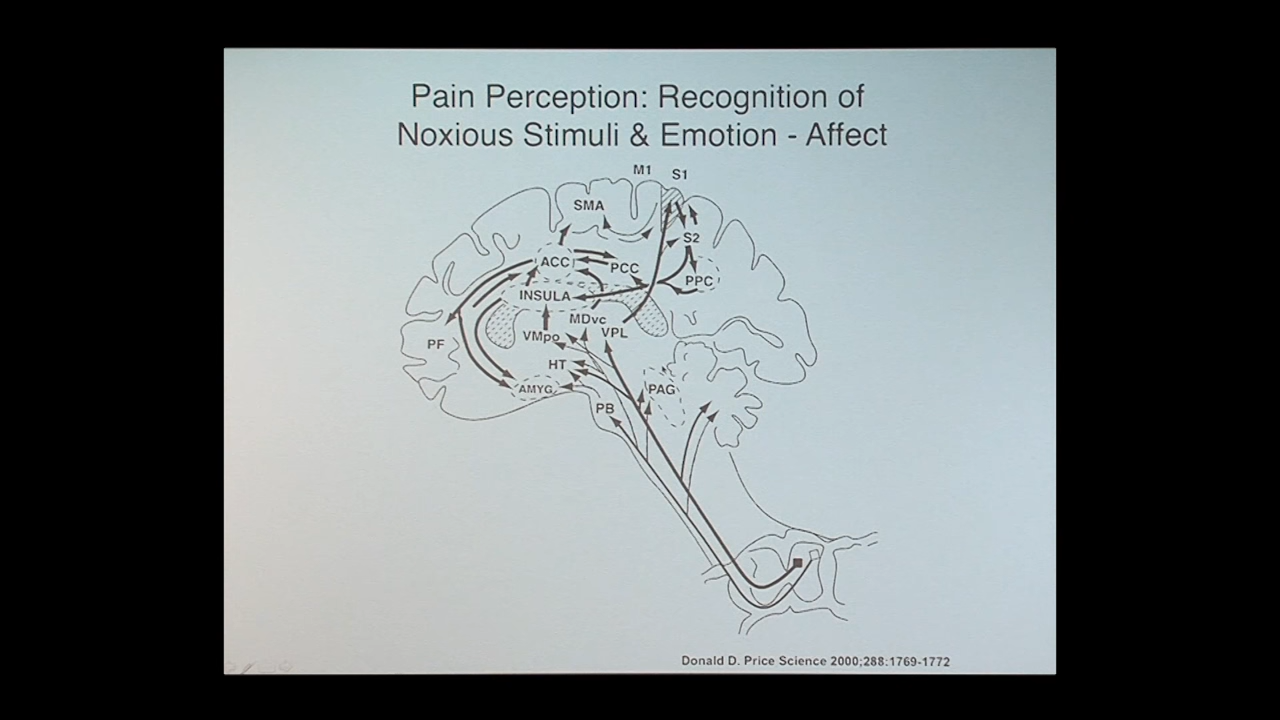 Pain Perception: Recognition of
Noxious Stimuli & Emotion - Affect
M1 S1
SMA
S2
ACC
PCC
PPC
INSULA
MDvc
VPL
VMpo
PF
HT
AMYG
PAG
PB
Donald D. Price Science 2000;288:1769-1772